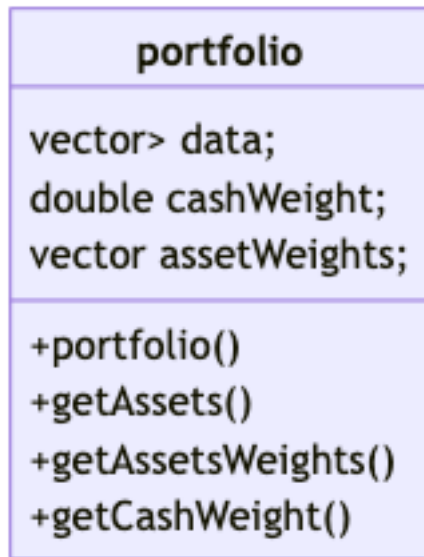 portfolio
vector> data;
double cashWeight;
vector assetWeights;
+portfolio()
+getAssets()
+getAssetsWeights()
+getCashWeight()